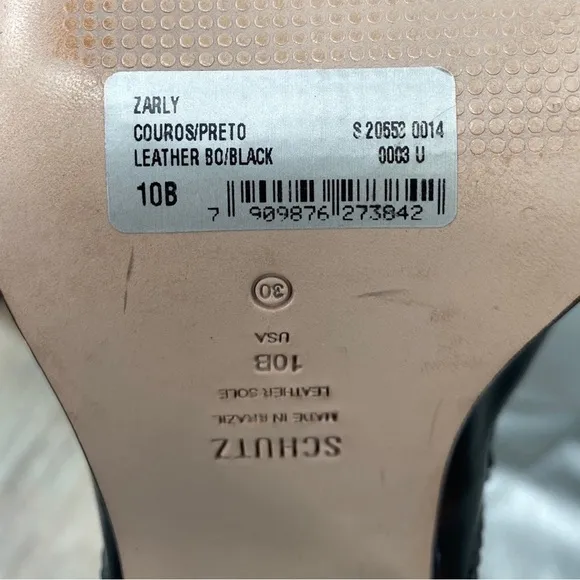 ZARLY
COUROS/PRETO S 20653 0014
LEATHER BO/BLACK 0003 U
10B
7 909876 273842
30
USA
10B
LEATHER SOLE
MADE IN BRAZIL
SCHUTZ